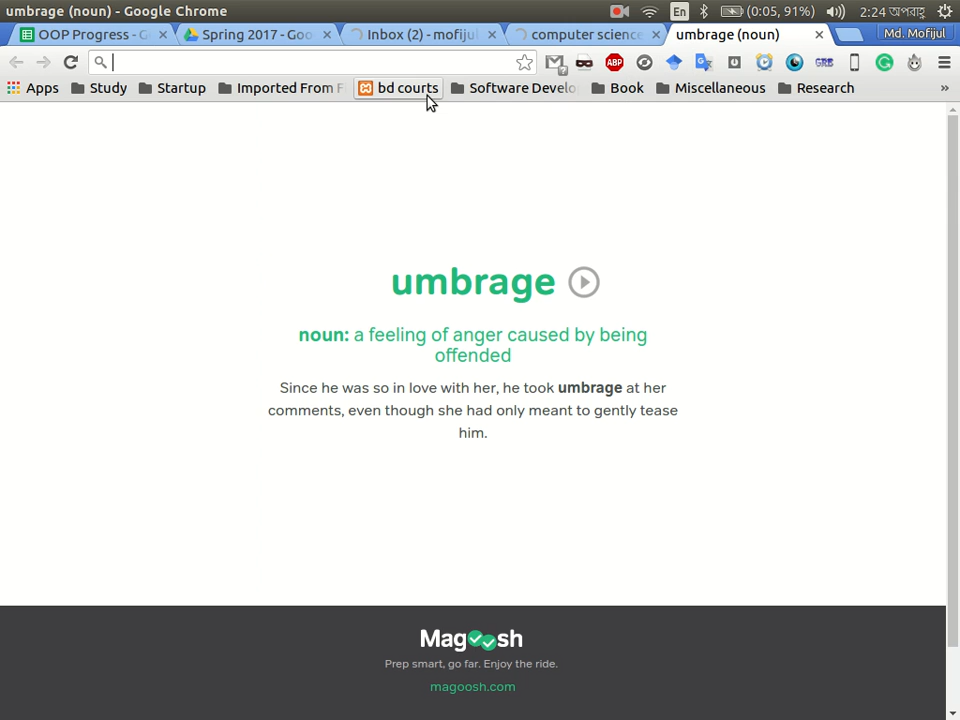 umbrage (noun) - Google Chrome
En
(0:05, 91%)
2:24 অপরাহ্ণ
OOP Progress - G
Spring 2017 - Goo
Inbox (2) - mofijul
computer science
umbrage (noun)
Md. Mofijul
ABP
GRE
Apps
Study
Startup
Imported From F
bd courts
Software Develo
Book
Miscellaneous
Research
»
umbrage
noun: a feeling of anger caused by being
offended
Since he was so in love with her, he took umbrage at her
comments, even though she had only meant to gently tease
him.
Magoosh
Prep smart, go far. Enjoy the ride.
magoosh.com